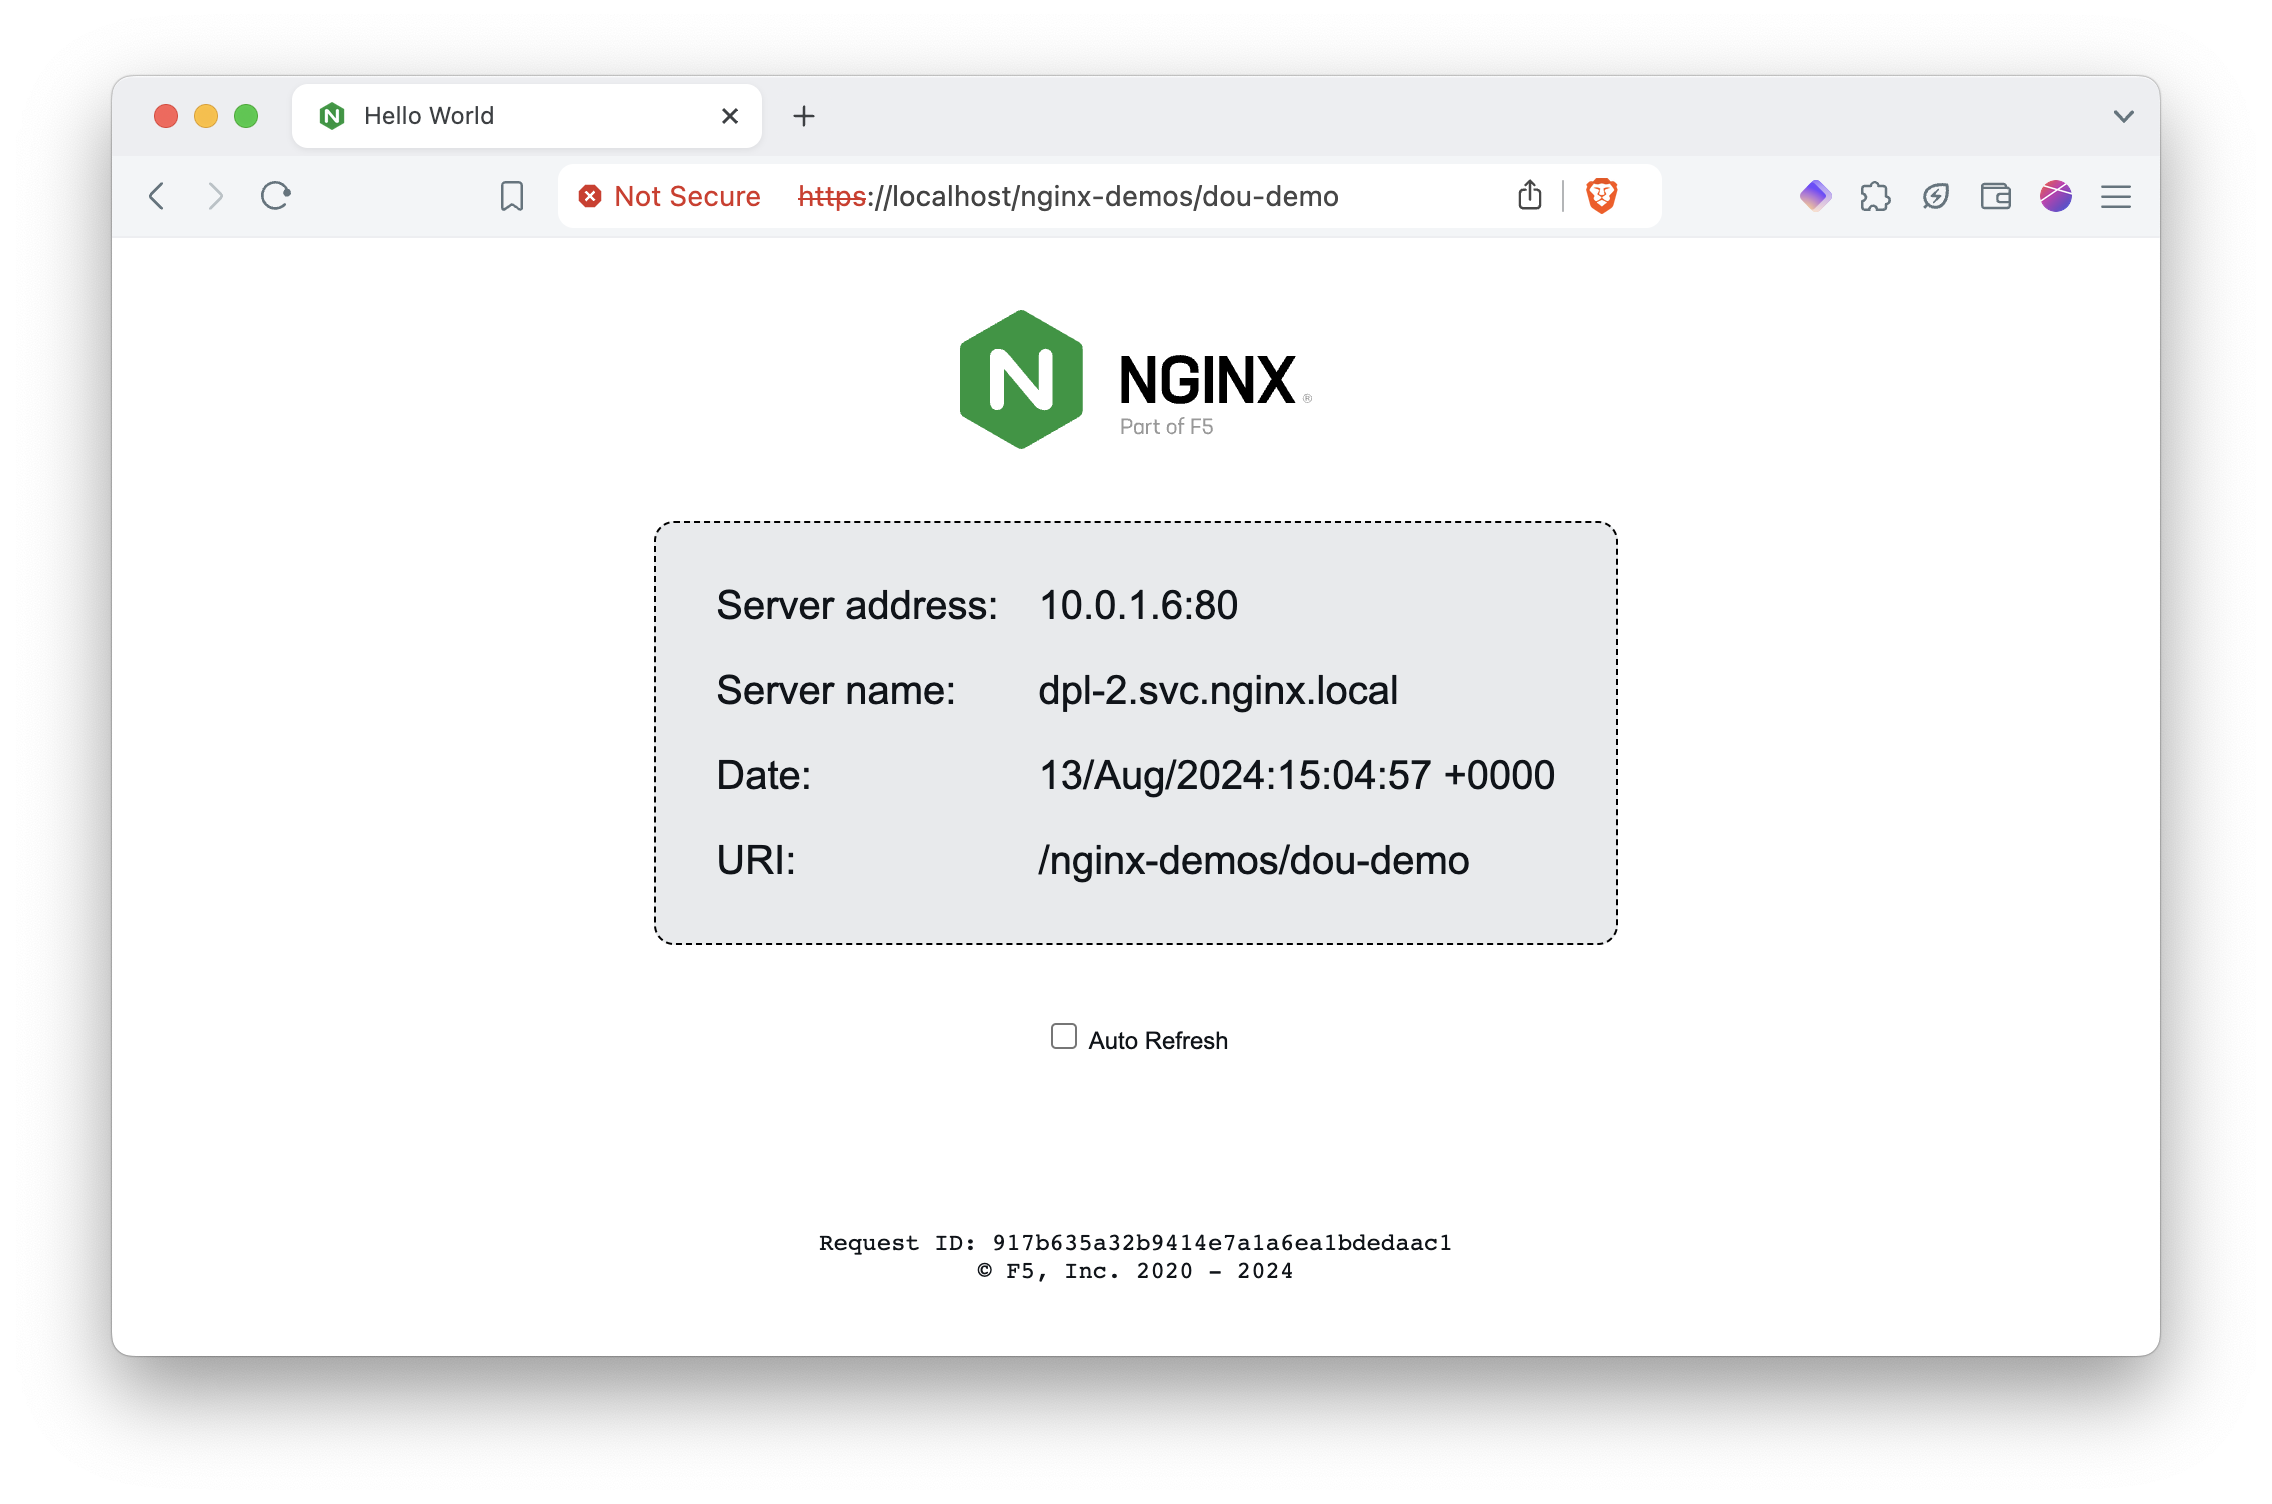 Hello World
Not Secure https://localhost/nginx-demos/dou-demo
N NGINX ®
Part of F5
Server address: 10.0.1.6:80
Server name: dpl-2.svc.nginx.local
Date: 13/Aug/2024:15:04:57 +0000
URI: /nginx-demos/dou-demo
Auto Refresh
Request ID: 917b635a32b9414e7a1a6ea1bdedaac1
© F5, Inc. 2020 - 2024